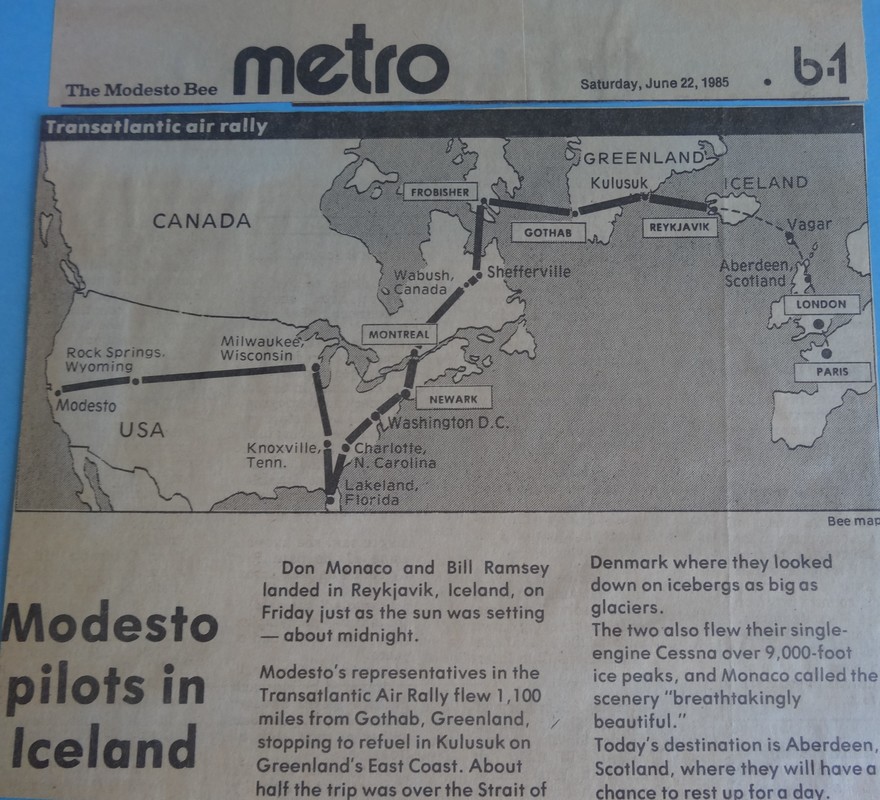 The Modesto Bee metro Saturday, June 22, 1985 • b-1
Transatlantic air rally
GREENLAND
Kulusuk
ICELAND
FROBISHER
CANADA
GOTHAB
REYKJAVIK
Vagar
Wabush,
Canada
Shefferville
Aberdeen,
Scotland
LONDON
MONTREAL
Milwaukee,
Wisconsin
Rock Springs,
Wyoming
PARIS
Modesto
NEWARK
Washington D.C.
USA
Knoxville,
Tenn.
Charlotte,
N. Carolina
Lakeland,
Florida
Bee map
Modesto
pilots in
Iceland
Don Monaco and Bill Ramsey
landed in Reykjavik, Iceland, on
Friday just as the sun was setting
— about midnight.
Modesto's representatives in the
Transatlantic Air Rally flew 1,100
miles from Gothab, Greenland,
stopping to refuel in Kulusuk on
Greenland's East Coast. About
half the trip was over the Strait of
Denmark where they looked
down on icebergs as big as
glaciers.
The two also flew their single-
engine Cessna over 9,000-foot
ice peaks, and Monaco called the
scenery "breathtakingly
beautiful."
Today's destination is Aberdeen,
Scotland, where they will have a
chance to rest up for a day.